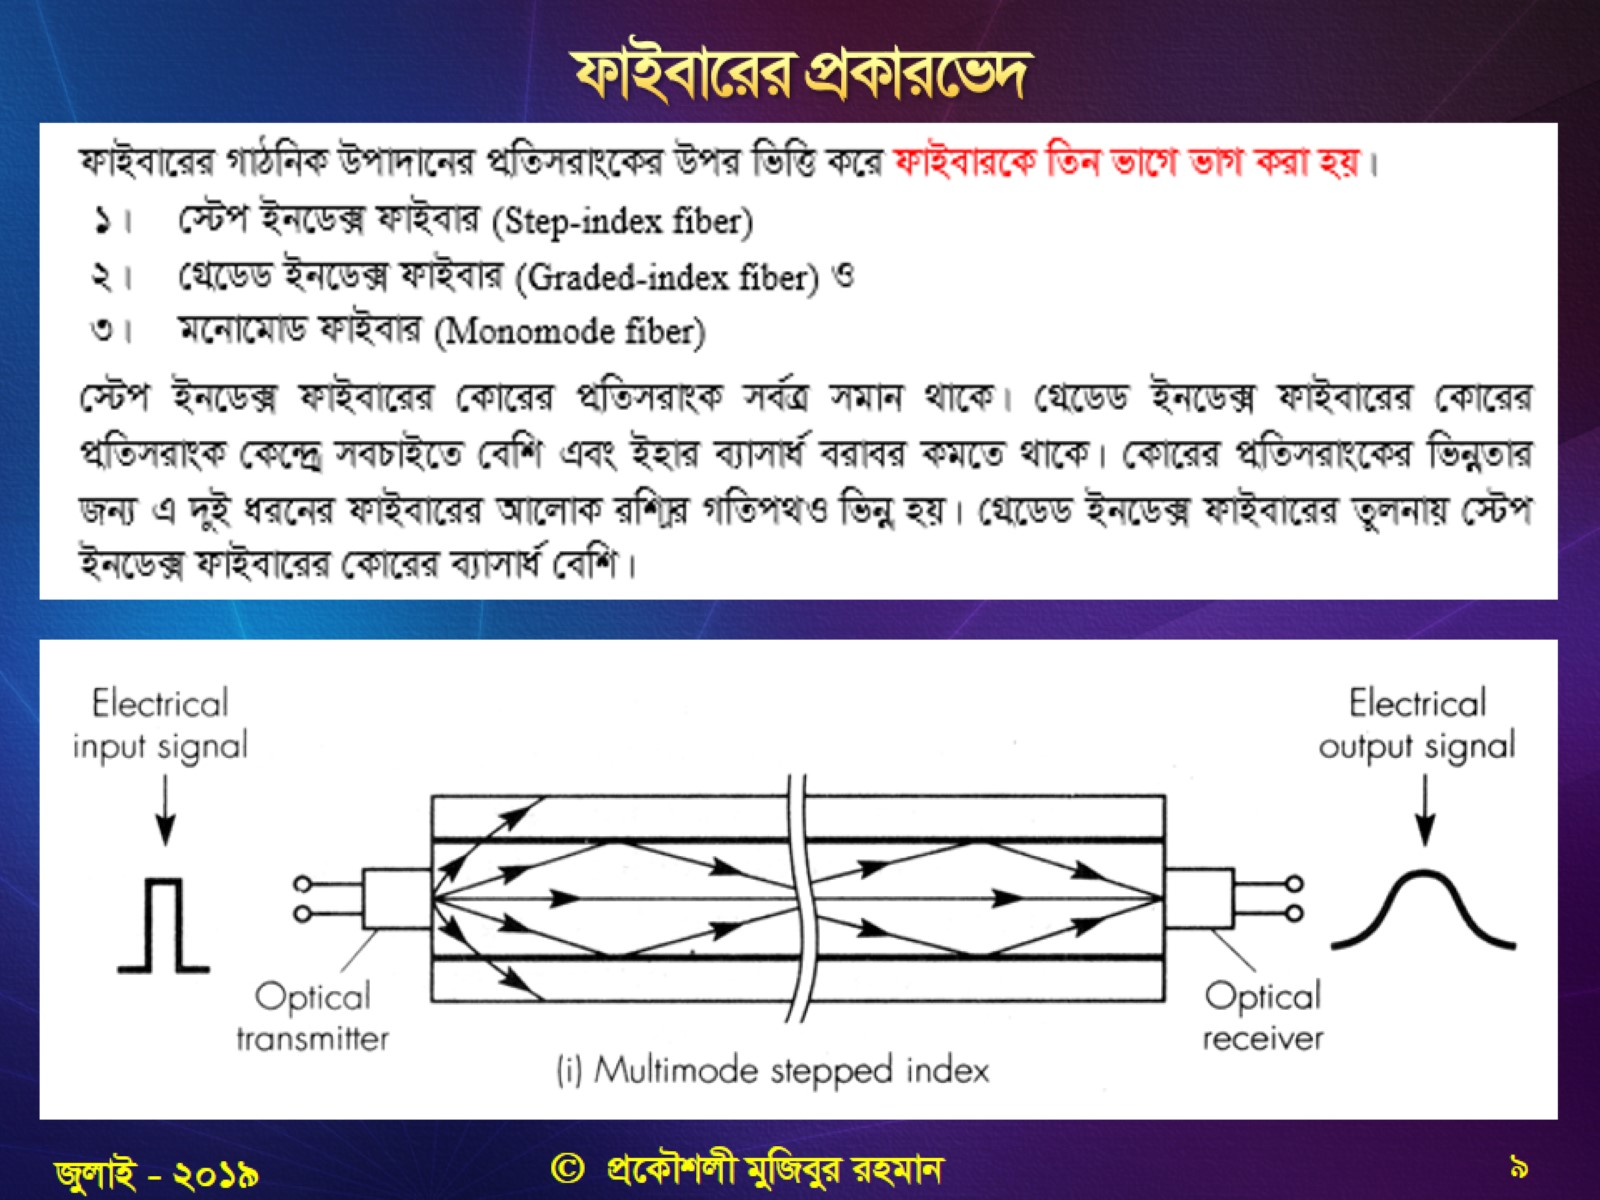 ফাইবারের প্রকারভেদ
ফাইবারের গাঠনিক উপাদানের প্রতিসরাংকের উপর ভিত্তি করে ফাইবারকে তিন ভাগে ভাগ করা হয়।
১। স্টেপ ইনডেক্স ফাইবার (Step-index fiber)
২। গ্রেডেড ইনডেক্স ফাইবার (Graded-index fiber) ও
৩। মনোমোড ফাইবার (Monomode fiber)
স্টেপ ইনডেক্স ফাইবারের কোরের প্রতিসরাংক সর্বত্র সমান থাকে। গ্রেডেড ইনডেক্স ফাইবারের কোরের
প্রতিসরাংক কেন্দ্রে সবচাইতে বেশি এবং ইহার ব্যাসার্ধ বরাবর কমতে থাকে। কোরের প্রতিসরাংকের ভিন্নতার
জন্য এ দুই ধরনের ফাইবারের আলোক রশ্মির গতিপথও ভিন্ন হয়। গ্রেডেড ইনডেক্স ফাইবারের তুলনায় স্টেপ
ইনডেক্স ফাইবারের কোরের ব্যাসার্ধ বেশি।
Electrical
input signal
Electrical
output signal
Optical
transmitter
Optical
receiver
(i) Multimode stepped index
জুলাই - ২০১৯
© প্রকৌশলী মুজিবুর রহমান
৯